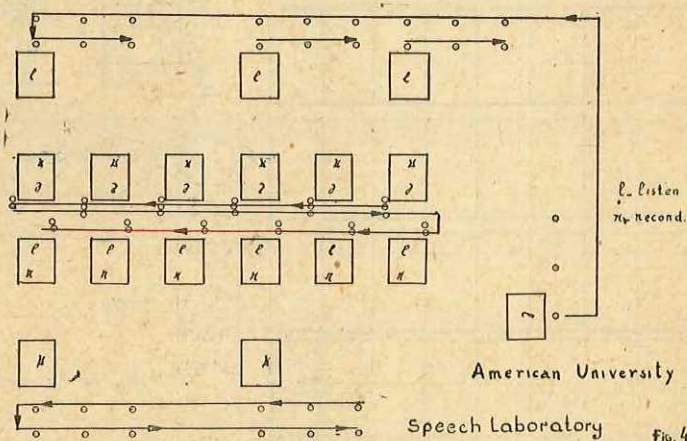 l l l
r r r r r r
l l l l l l
l l l l l l
r r r r r r
l
l- listen
r- record.
r r
American University
Speech Laboratory
Fig. 4